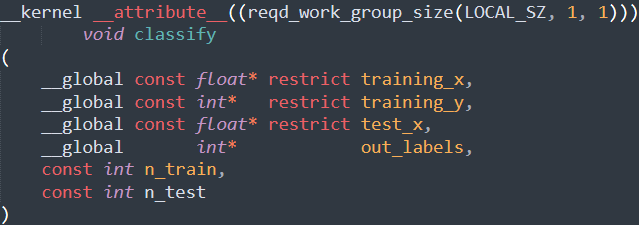 __kernel __attribute__((reqd_work_group_size(LOCAL_SZ, 1, 1)))
void classify
(
__global const float* restrict training_x,
__global const int* restrict training_y,
__global const float* restrict test_x,
__global int* out_labels,
const int n_train,
const int n_test
)